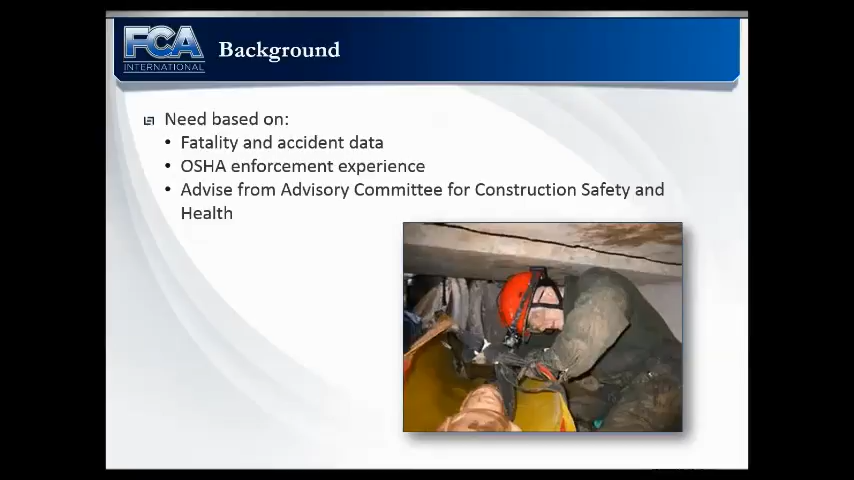 FCA
INTERNATIONAL
Background
Need based on:
• Fatality and accident data
• OSHA enforcement experience
• Advise from Advisory Committee for Construction Safety and
Health